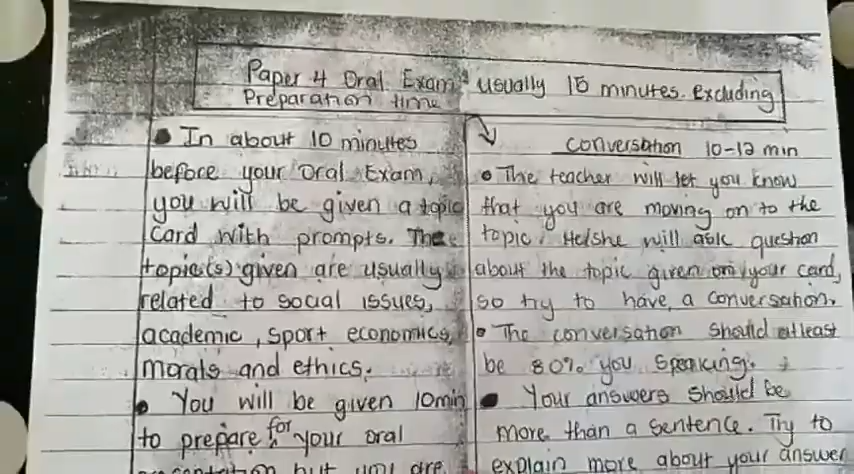 Paper 4 Oral Exam: usually 15 minutes excluding
Preparation time
• In about 10 minutes
before your Oral Exam,
you will be given a topic
card with prompts. The
topic(s) given are usually
related to social issues,
academic, sport economics,
morals and ethics.
• You will be given 10min
to prepare for your oral
but you are
conversation 10-12 min
• The teacher will let you know
that you are moving on to the
topic. He/she will ask question
about the topic given on your card,
so try to have a conversation.
• The conversation should atleast
be 80% you speaking.
• Your answers should be
more than a sentence. Try to
explain more about your answer